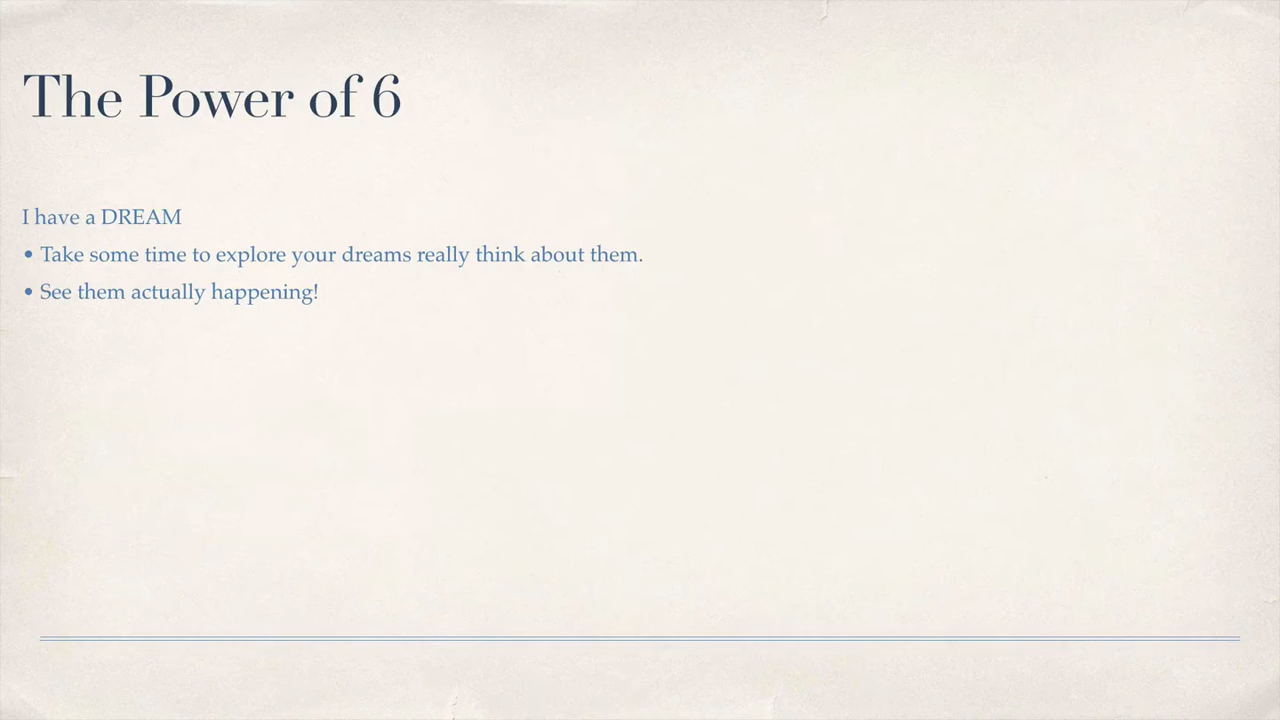 The Power of 6
I have a DREAM
• Take some time to explore your dreams really think about them.
• See them actually happening!